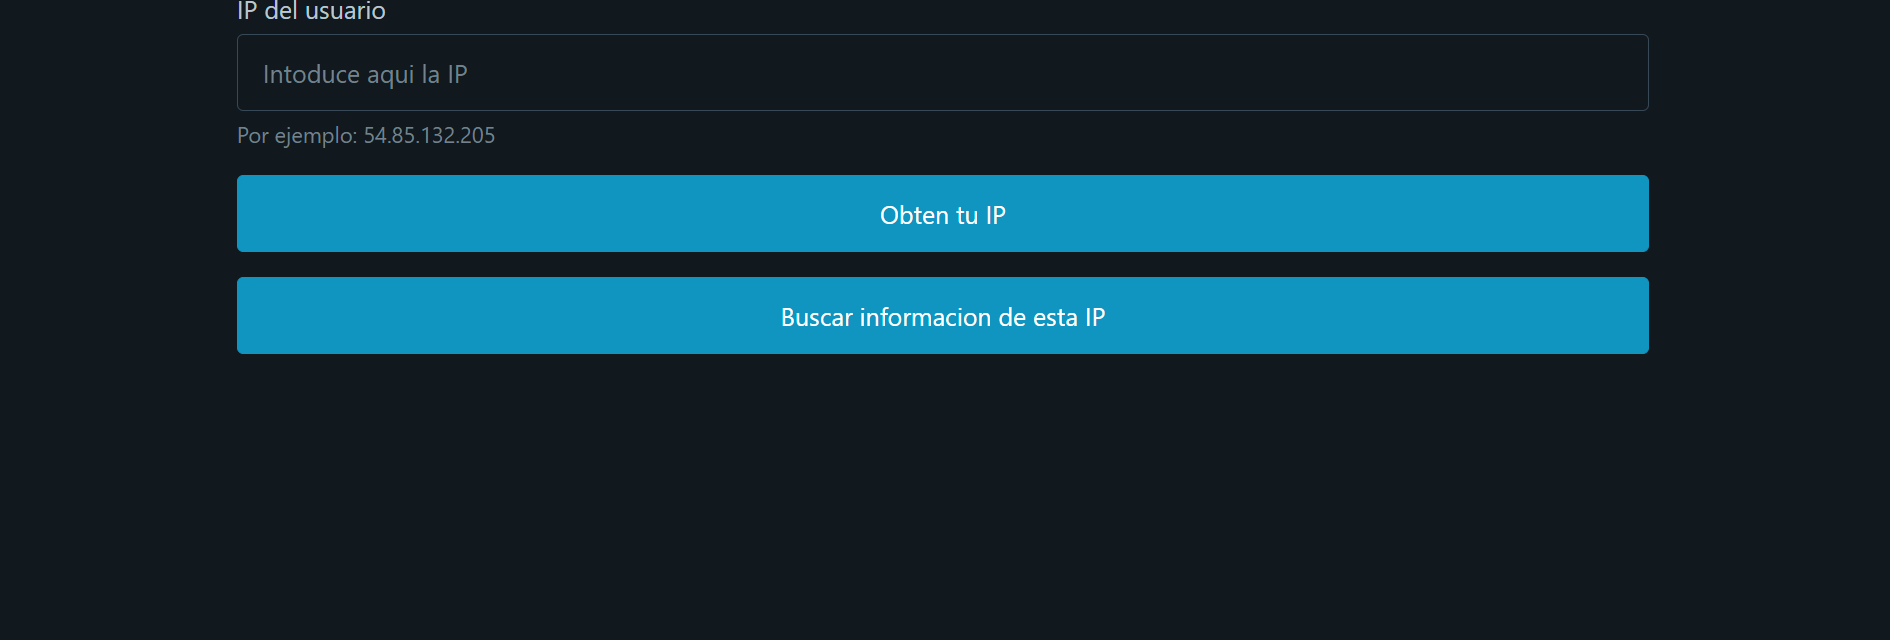 IP del usuario
Intoduce aqui la IP
Por ejemplo: 54.85.132.205
Obten tu IP
Buscar informacion de esta IP